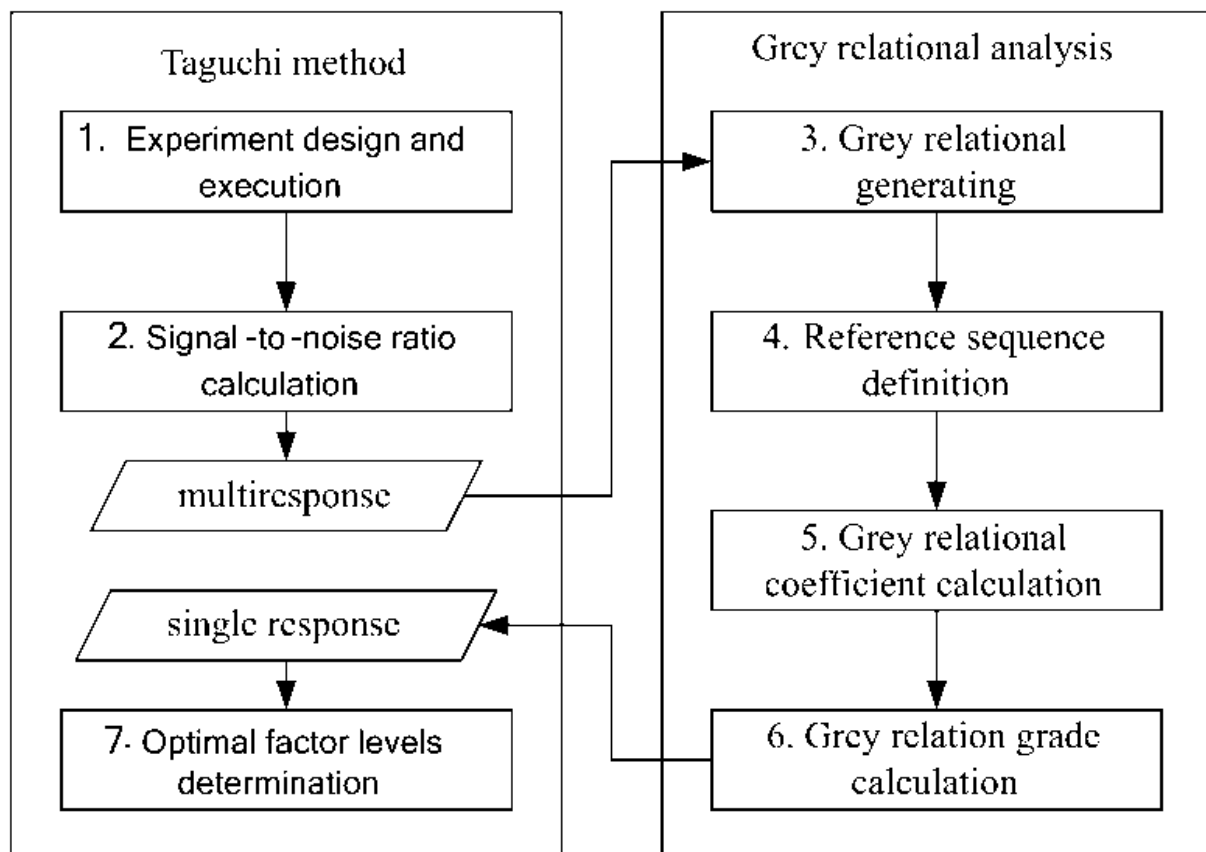 Taguchi method
1. Experiment design and
execution
2. Signal-to-noise ratio
calculation
multiresponse
single response
7. Optimal factor levels
determination
Grey relational analysis
3. Grey relational
generating
4. Reference sequence
definition
5. Grey relational
coefficient calculation
6. Grey relation grade
calculation